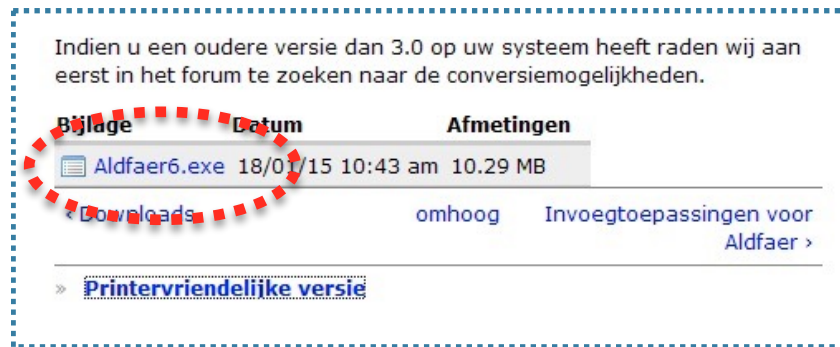 Indien u een oudere versie dan 3.0 op uw systeem heeft raden wij aan
eerst in het forum te zoeken naar de conversiemogelijkheden.
Bijlage Datum Afmetingen
Aldfaer6.exe 18/01/15 10:43 am 10.29 MB
‹ Downloads omhoog Invoegtoepassingen voor
Aldfaer ›
» Printervriendelijke versie